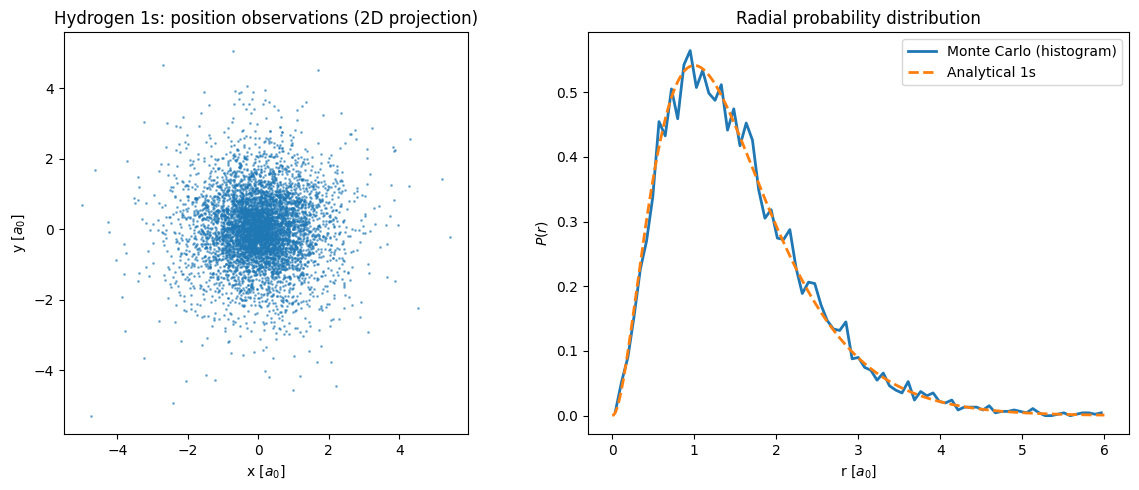 Hydrogen 1s: position observations (2D projection)
y [a₀]
4
2
0
−2
−4
−4 −2 0 2 4
x [a₀]
Radial probability distribution
Monte Carlo (histogram)
Analytical 1s
P(r)
0.5
0.4
0.3
0.2
0.1
0.0
0 1 2 3 4 5 6
r [a₀]